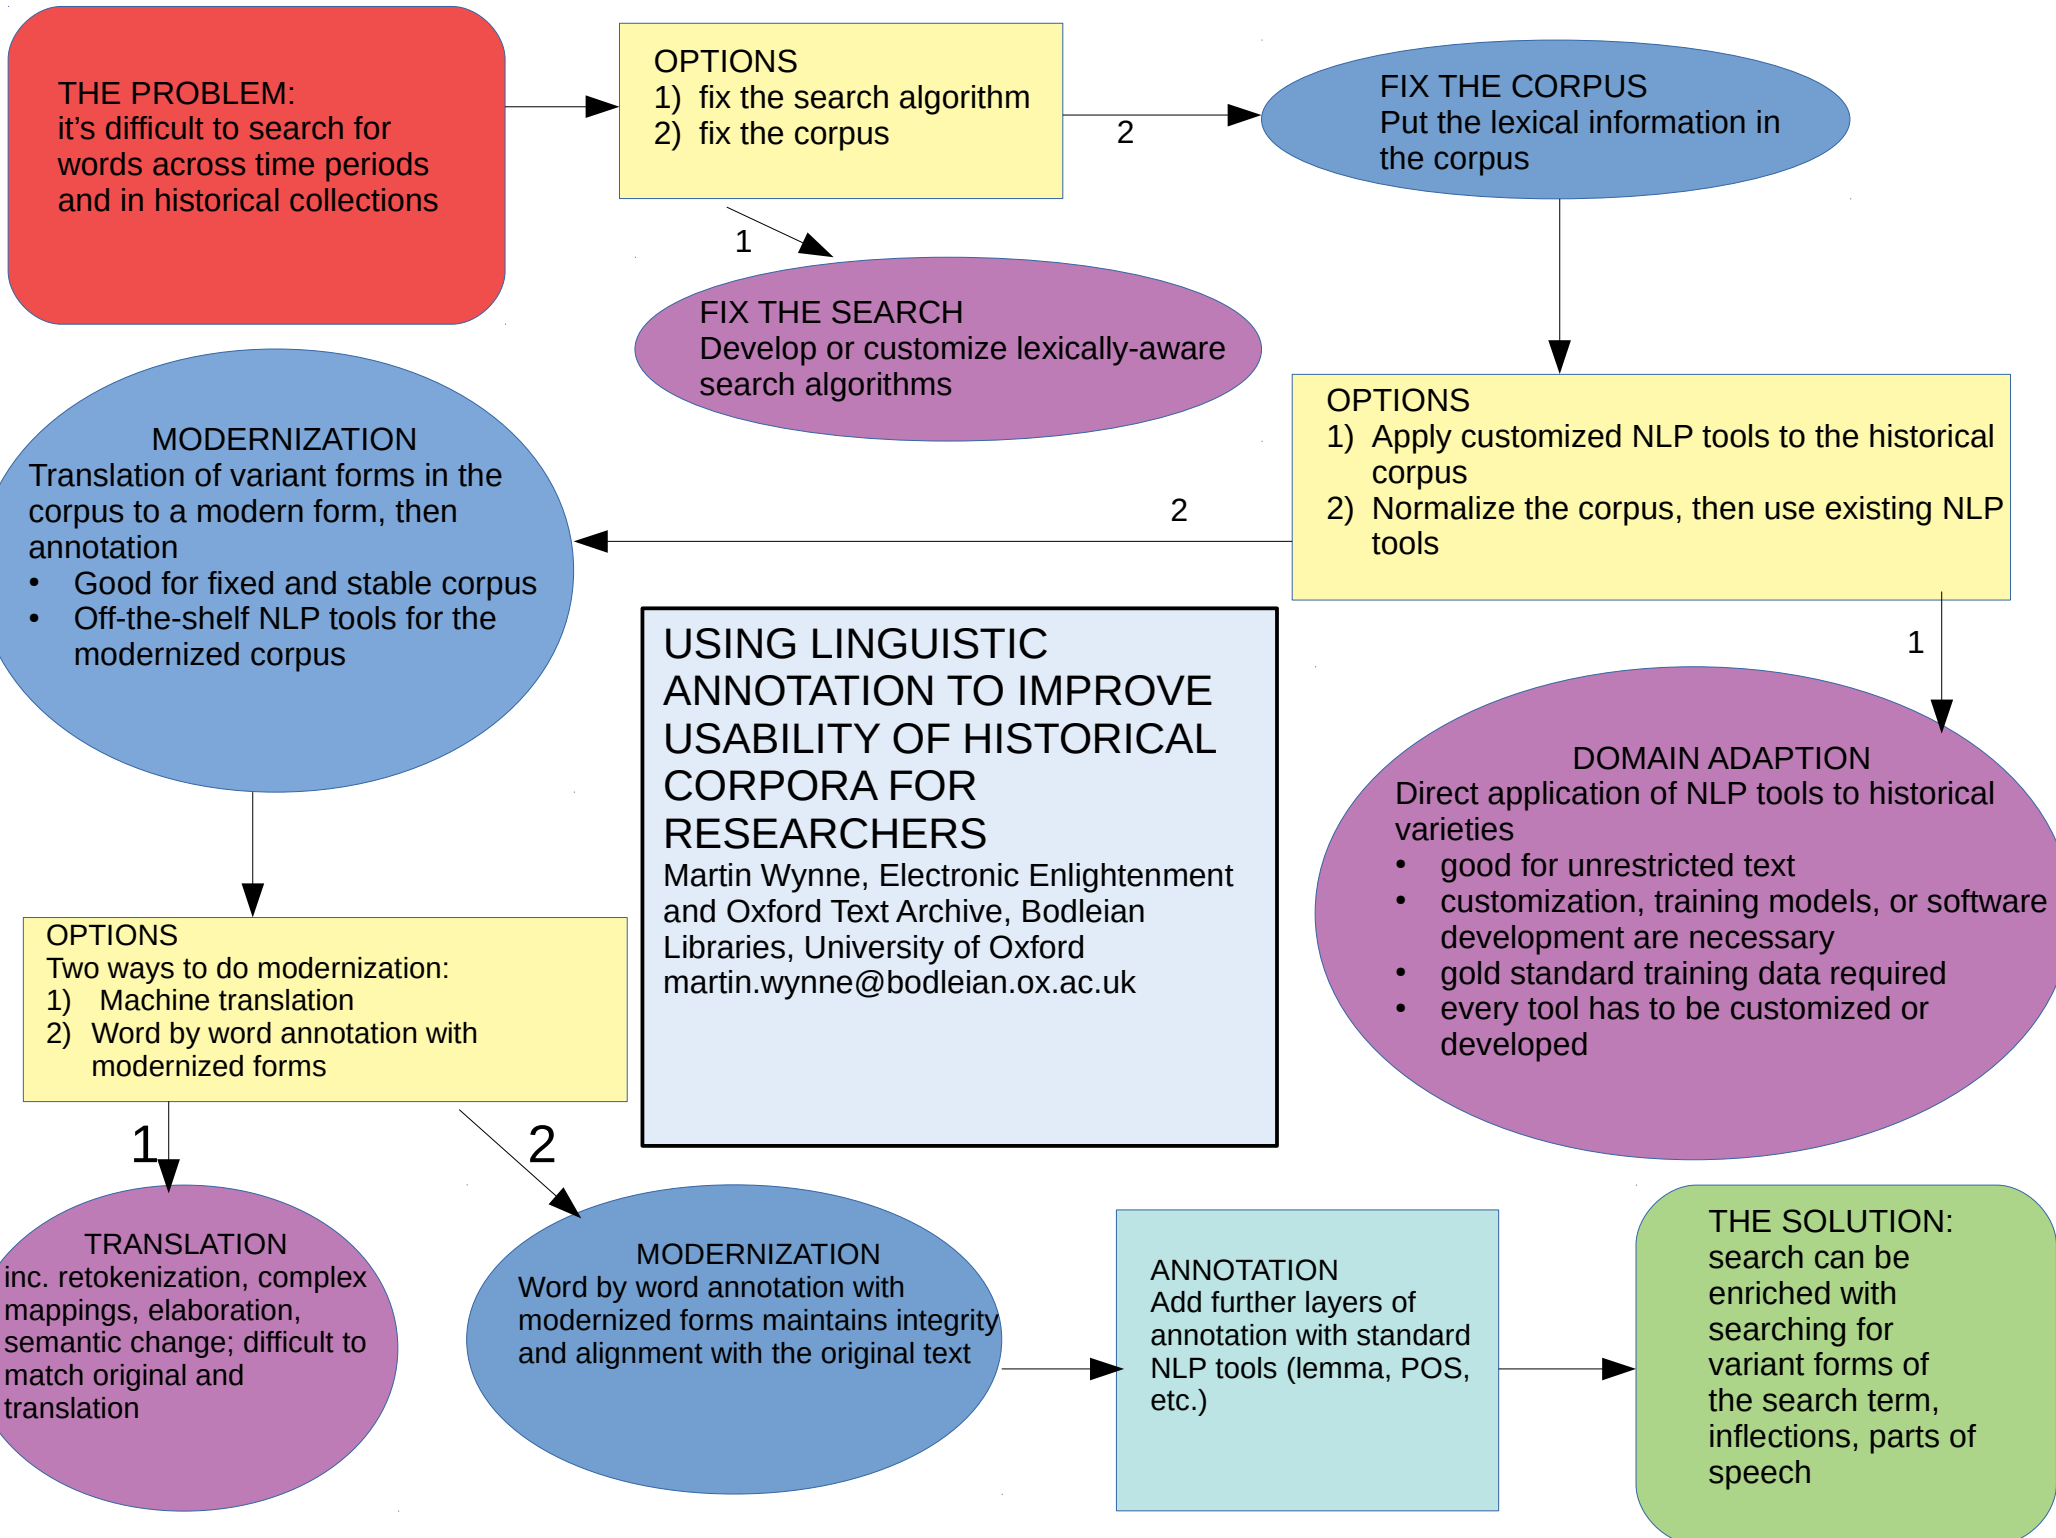 THE PROBLEM:
it’s difficult to search for
words across time periods
and in historical collections
OPTIONS
1) fix the search algorithm
2) fix the corpus
2
FIX THE CORPUS
Put the lexical information in
the corpus
1
FIX THE SEARCH
Develop or customize lexically-aware
search algorithms
OPTIONS
1) Apply customized NLP tools to the historical
corpus
2) Normalize the corpus, then use existing NLP
tools
2
MODERNIZATION
Translation of variant forms in the
corpus to a modern form, then
annotation
• Good for fixed and stable corpus
• Off-the-shelf NLP tools for the
modernized corpus
USING LINGUISTIC
ANNOTATION TO IMPROVE
USABILITY OF HISTORICAL
CORPORA FOR
RESEARCHERS
Martin Wynne, Electronic Enlightenment
and Oxford Text Archive, Bodleian
Libraries, University of Oxford
martin.wynne@bodleian.ox.ac.uk
1
DOMAIN ADAPTION
Direct application of NLP tools to historical
varieties
• good for unrestricted text
• customization, training models, or software
development are necessary
• gold standard training data required
• every tool has to be customized or
developed
OPTIONS
Two ways to do modernization:
1) Machine translation
2) Word by word annotation with
modernized forms
1
2
TRANSLATION
inc. retokenization, complex
mappings, elaboration,
semantic change; difficult to
match original and
translation
MODERNIZATION
Word by word annotation with
modernized forms maintains integrity
and alignment with the original text
ANNOTATION
Add further layers of
annotation with standard
NLP tools (lemma, POS,
etc.)
THE SOLUTION:
search can be
enriched with
searching for
variant forms of
the search term,
inflections, parts of
speech